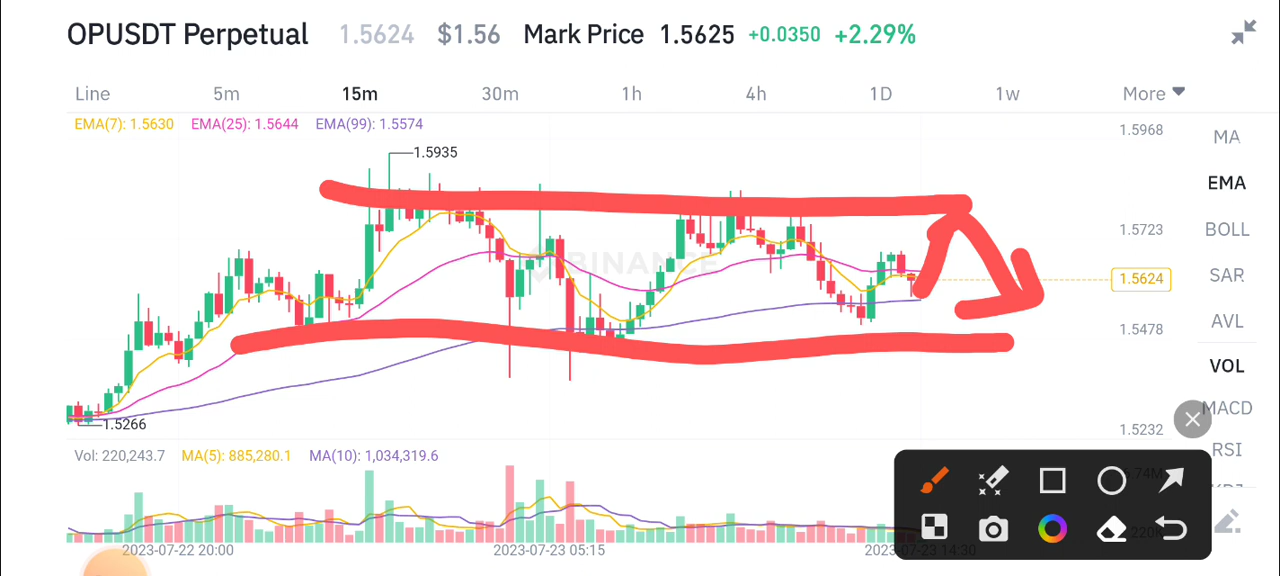 OPUSDT Perpetual 1.5624 $1.56 Mark Price 1.5625 +0.0350 +2.29%
Line 5m 15m 30m 1h 4h 1D 1w More
EMA(7): 1.5630 EMA(25): 1.5644 EMA(99): 1.5574
1.5968
MA
1.5935
EMA
1.5723
BOLL
BINANCE
SAR
1.5624
AVL
1.5478
VOL
MACD
1.5266
1.5232
RSI
Vol: 220,243.7 MA(5): 885,280.1 MA(10): 1,034,319.6
2023-07-22 20:00 2023-07-23 05:15 2023-07-23 14:30